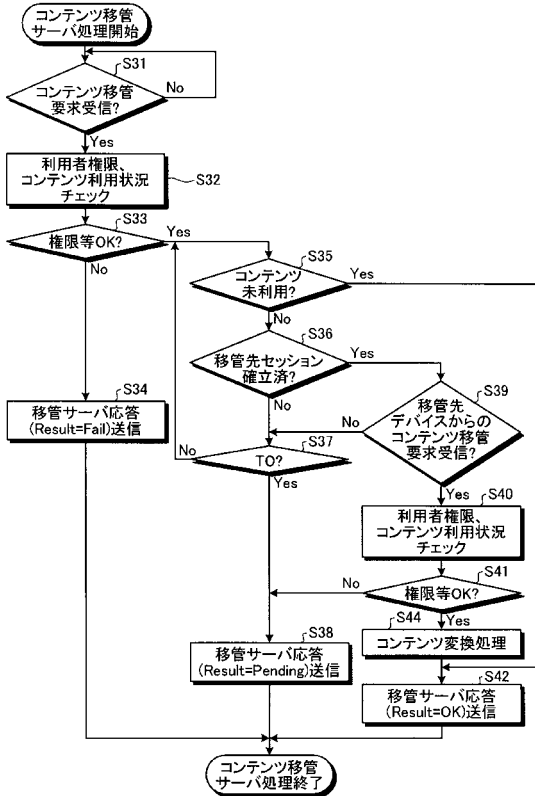 コンテンツ移管
サーバ処理開始
S31
コンテンツ移管
要求受信?
No
Yes
利用者権限、
コンテンツ利用状況
チェック
S32
S33
権限等OK?
Yes
No
S35
コンテンツ
未利用?
Yes
No
S36
移管先セッション
確立済?
Yes
No
S39
移管先
デバイスからの
コンテンツ移管
要求受信?
No
Yes
S34
移管サーバ応答
(Result=Fail)送信
S37
TO?
No
Yes
S40
利用者権限、
コンテンツ利用状況
チェック
S41
権限等OK?
No
Yes
S44
コンテンツ変換処理
S38
移管サーバ応答
(Result=Pending)送信
S42
移管サーバ応答
(Result=OK)送信
コンテンツ移管
サーバ処理終了